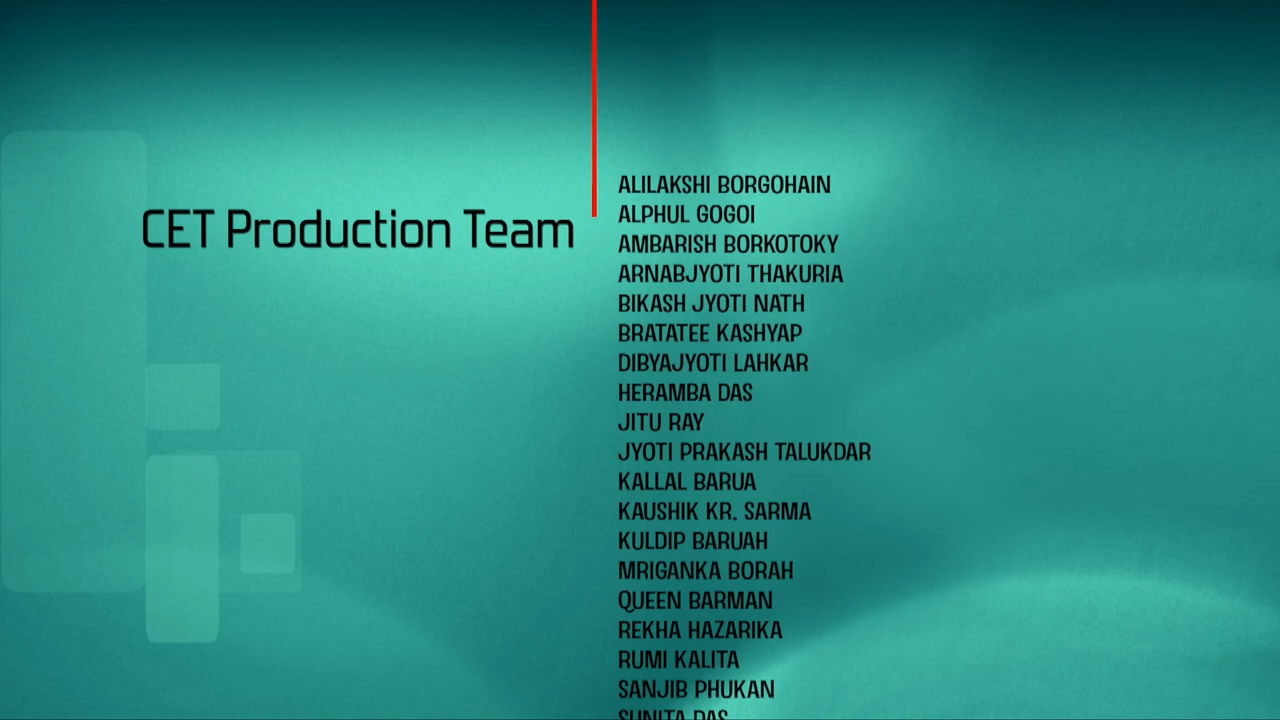 CET Production Team
ALILAKSHI BORGOHAIN
ALPHUL GOGOI
AMBARISH BORKOTOKY
ARNABJYOTI THAKURIA
BIKASH JYOTI NATH
BRATATEE KASHYAP
DIBYAJYOTI LAHKAR
HERAMBA DAS
JITU RAY
JYOTI PRAKASH TALUKDAR
KALLAL BARUA
KAUSHIK KR. SARMA
KULDIP BARUAH
MRIGANKA BORAH
QUEEN BARMAN
REKHA HAZARIKA
RUMI KALITA
SANJIB PHUKAN
SUNITA DAS